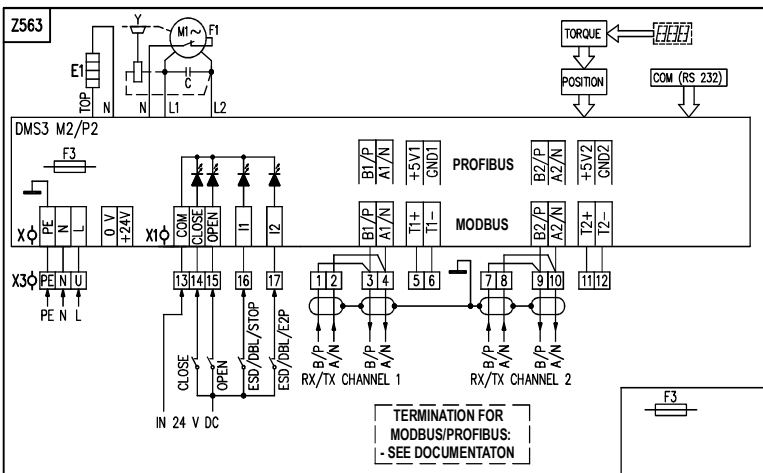 Z563
Y
M1~
F1
TORQUE
E1
C
POSITION
COM (RS 232)
TOP
N
N
L1
L2
DMS3 M2/P2
F3
B1/P
A1/N
+5V1
GND1
PROFIBUS
B2/P
A2/N
+5V2
GND2
X
PE
N
L
0 V
+24V
X1
COM
CLOSE
OPEN
I1
I2
B1/P
A1/N
T1+
T1-
MODBUS
B2/P
A2/N
T2+
T2-
X3
PE
N
U
13
14
15
16
17
1
2
3
4
5
6
7
8
9
10
11
12
PE N L
CLOSE
OPEN
ESD/DBL/STOP
ESD/DBL/E2P
B/P
A/N
B/P
A/N
B/P
A/N
B/P
A/N
RX/TX CHANNEL 1
RX/TX CHANNEL 2
IN 24 V DC
TERMINATION FOR
MODBUS/PROFIBUS:
- SEE DOCUMENTATON
F3